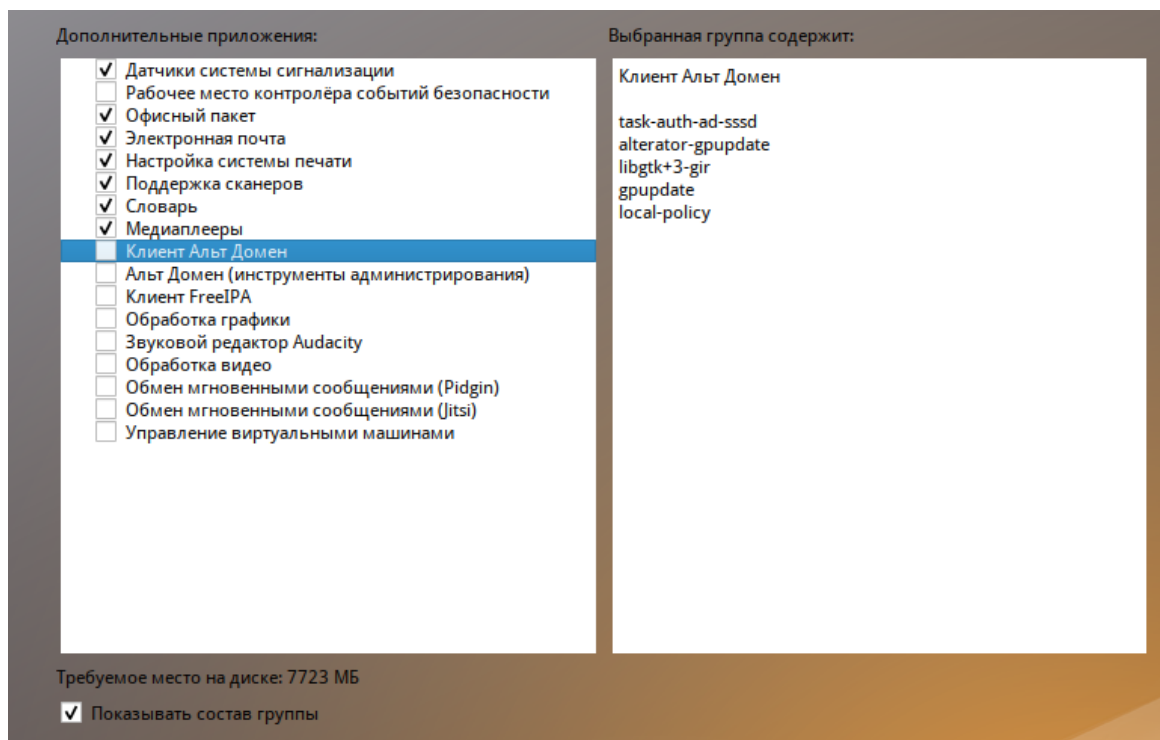 Дополнительные приложения:
Датчики системы сигнализации
Рабочее место контролёра событий безопасности
Офисный пакет
Электронная почта
Настройка системы печати
Поддержка сканеров
Словарь
Медиаплееры
Клиент Альт Домен
Альт Домен (инструменты администрирования)
Клиент FreeIPA
Обработка графики
Звуковой редактор Audacity
Обработка видео
Обмен мгновенными сообщениями (Pidgin)
Обмен мгновенными сообщениями (Jitsi)
Управление виртуальными машинами
Требуемое место на диске: 7723 МБ
Показывать состав группы
Выбранная группа содержит:
Клиент Альт Домен
task-auth-ad-sssd
alterator-gpupdate
libgtk+3-gir
gpupdate
local-policy